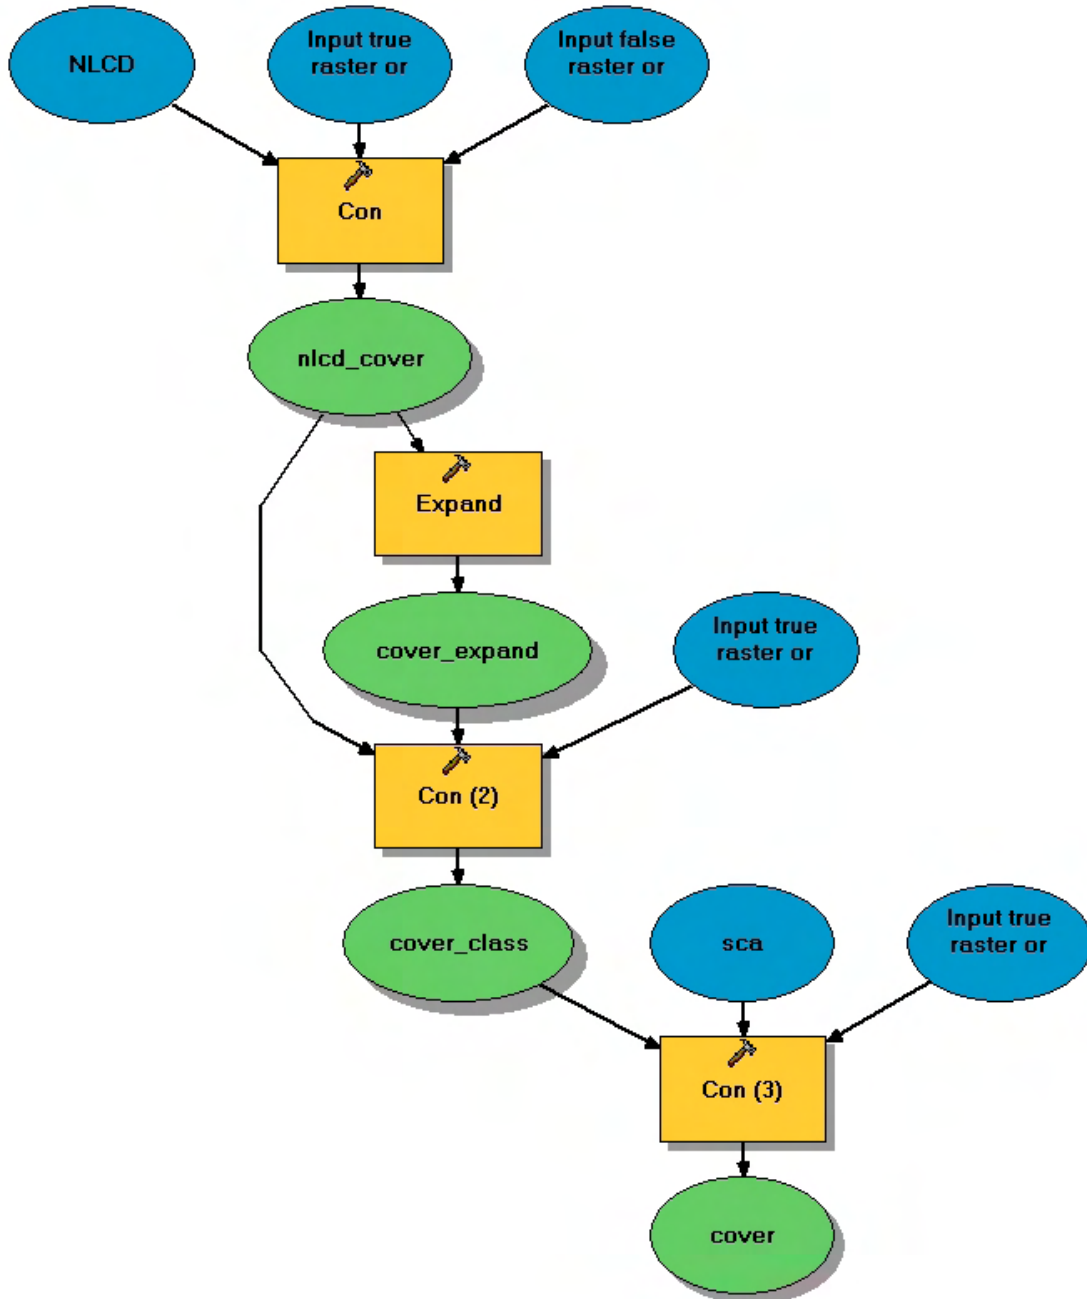 NLCD
Input true
raster or
Input false
raster or
Con
nlcd_cover
Expand
cover_expand
Input true
raster or
Con (2)
cover_class
sca
Input true
raster or
Con (3)
cover